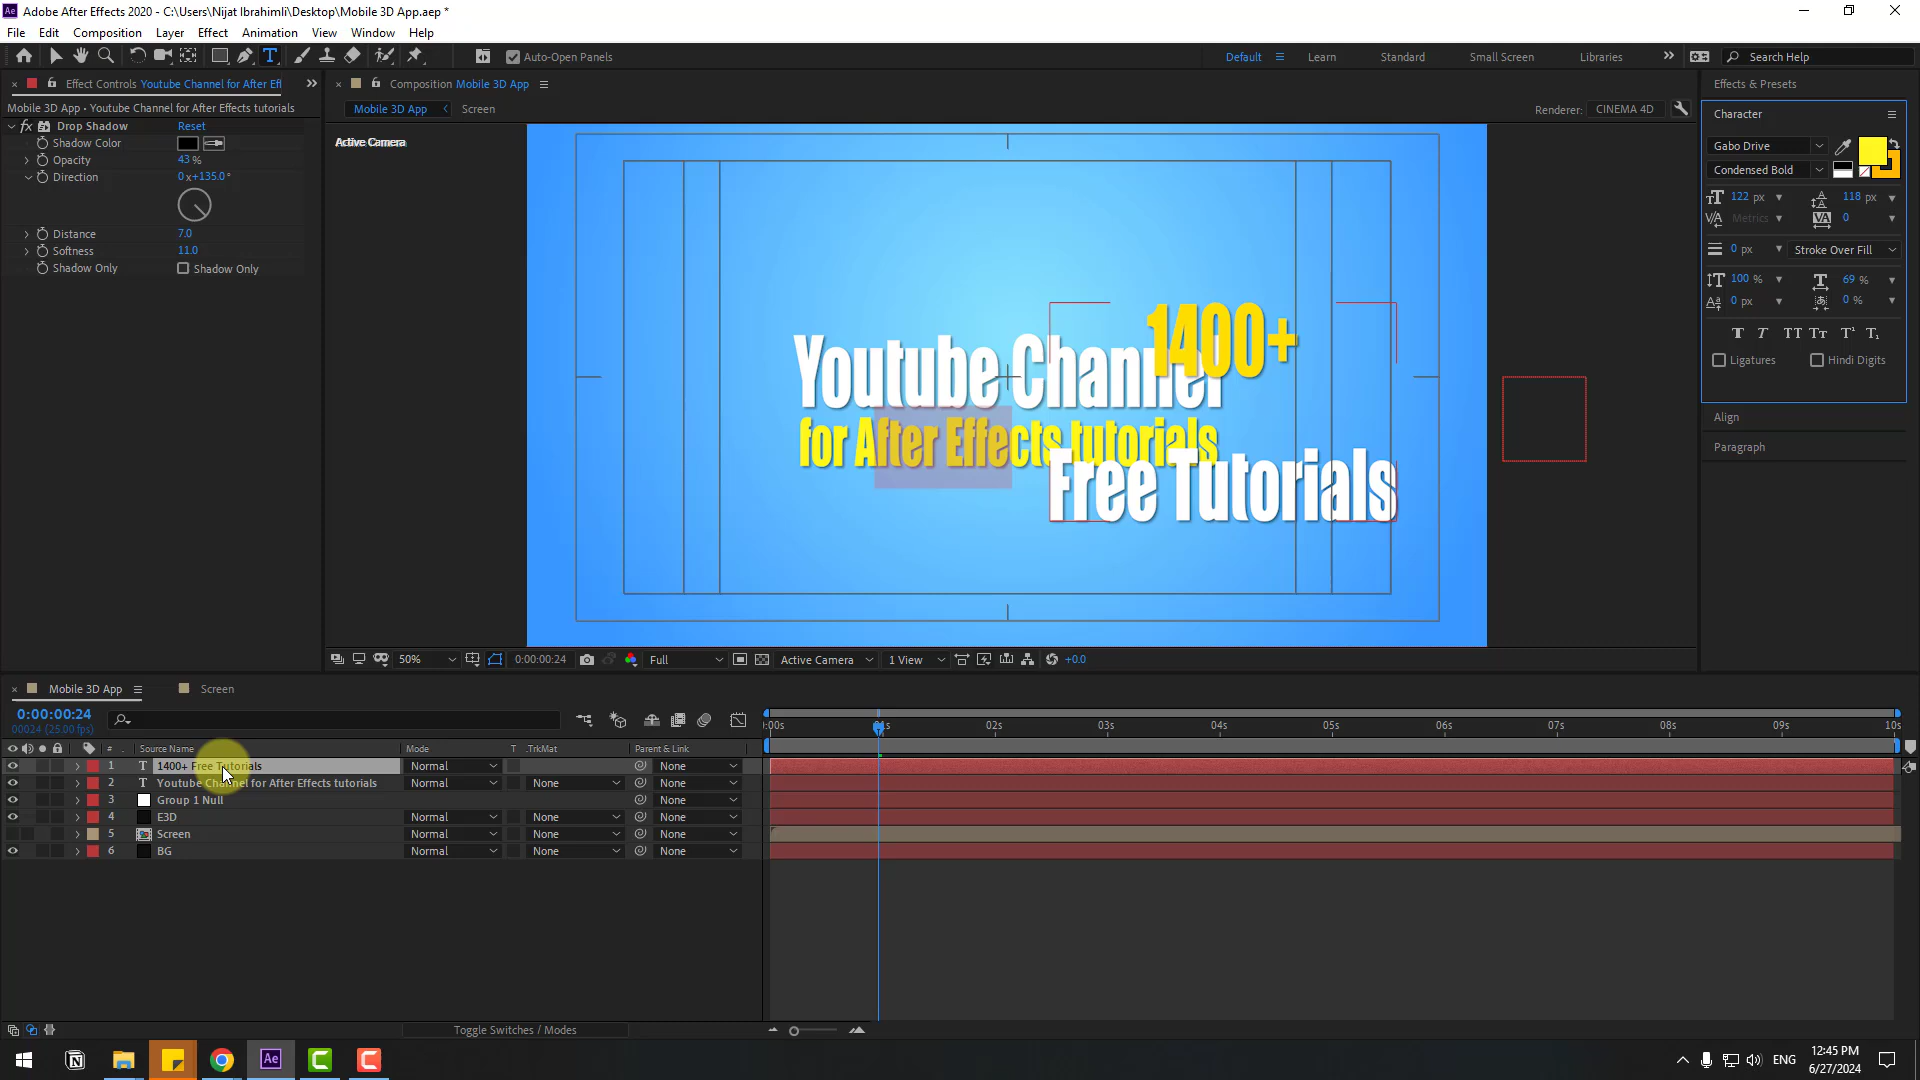 Adobe After Effects 2020 - C:\Users\Nijat Ibrahimli\Desktop\Mobile 3D App.aep *
File Edit Composition Layer Effect Animation View Window Help
Auto-Open Panels
Default Learn Standard Small Screen Libraries Search Help
Effect Controls Youtube Channel for After Eff
Mobile 3D App • Youtube Channel for After Effects tutorials
Drop Shadow Reset
Shadow Color
Opacity 43 %
Direction 0 x+135.0°
Distance 7.0
Softness 11.0
Shadow Only Shadow Only
Composition Mobile 3D App
Mobile 3D App Screen
Renderer: CINEMA 4D
Active Camera
1400+
Youtube Channel
for After Effects tutorials
Free Tutorials
50% 0:00:00:24 Full Active Camera 1 View +0.0
Effects & Presets
Character
Gabo Drive
Condensed Bold
122 px 118 px
Metrics 0
0 px Stroke Over Fill
100 % 69 %
0 px 0 %
T T TT Tr T¹ T₁
Ligatures Hindi Digits
Align
Paragraph
Mobile 3D App Screen
0:00:00:24
00024 (25.00 fps)
:00s 01s 02s 03s 04s 05s 06s 07s 08s 09s 10s
# Source Name Mode T .TrkMat Parent & Link
1 T 1400+ Free Tutorials Normal None
2 T Youtube Channel for After Effects tutorials Normal None None
3 Group 1 Null None
4 E3D Normal None None
5 Screen Normal None None
6 BG Normal None None
Toggle Switches / Modes
Ae
ENG
12:45 PM
6/27/2024